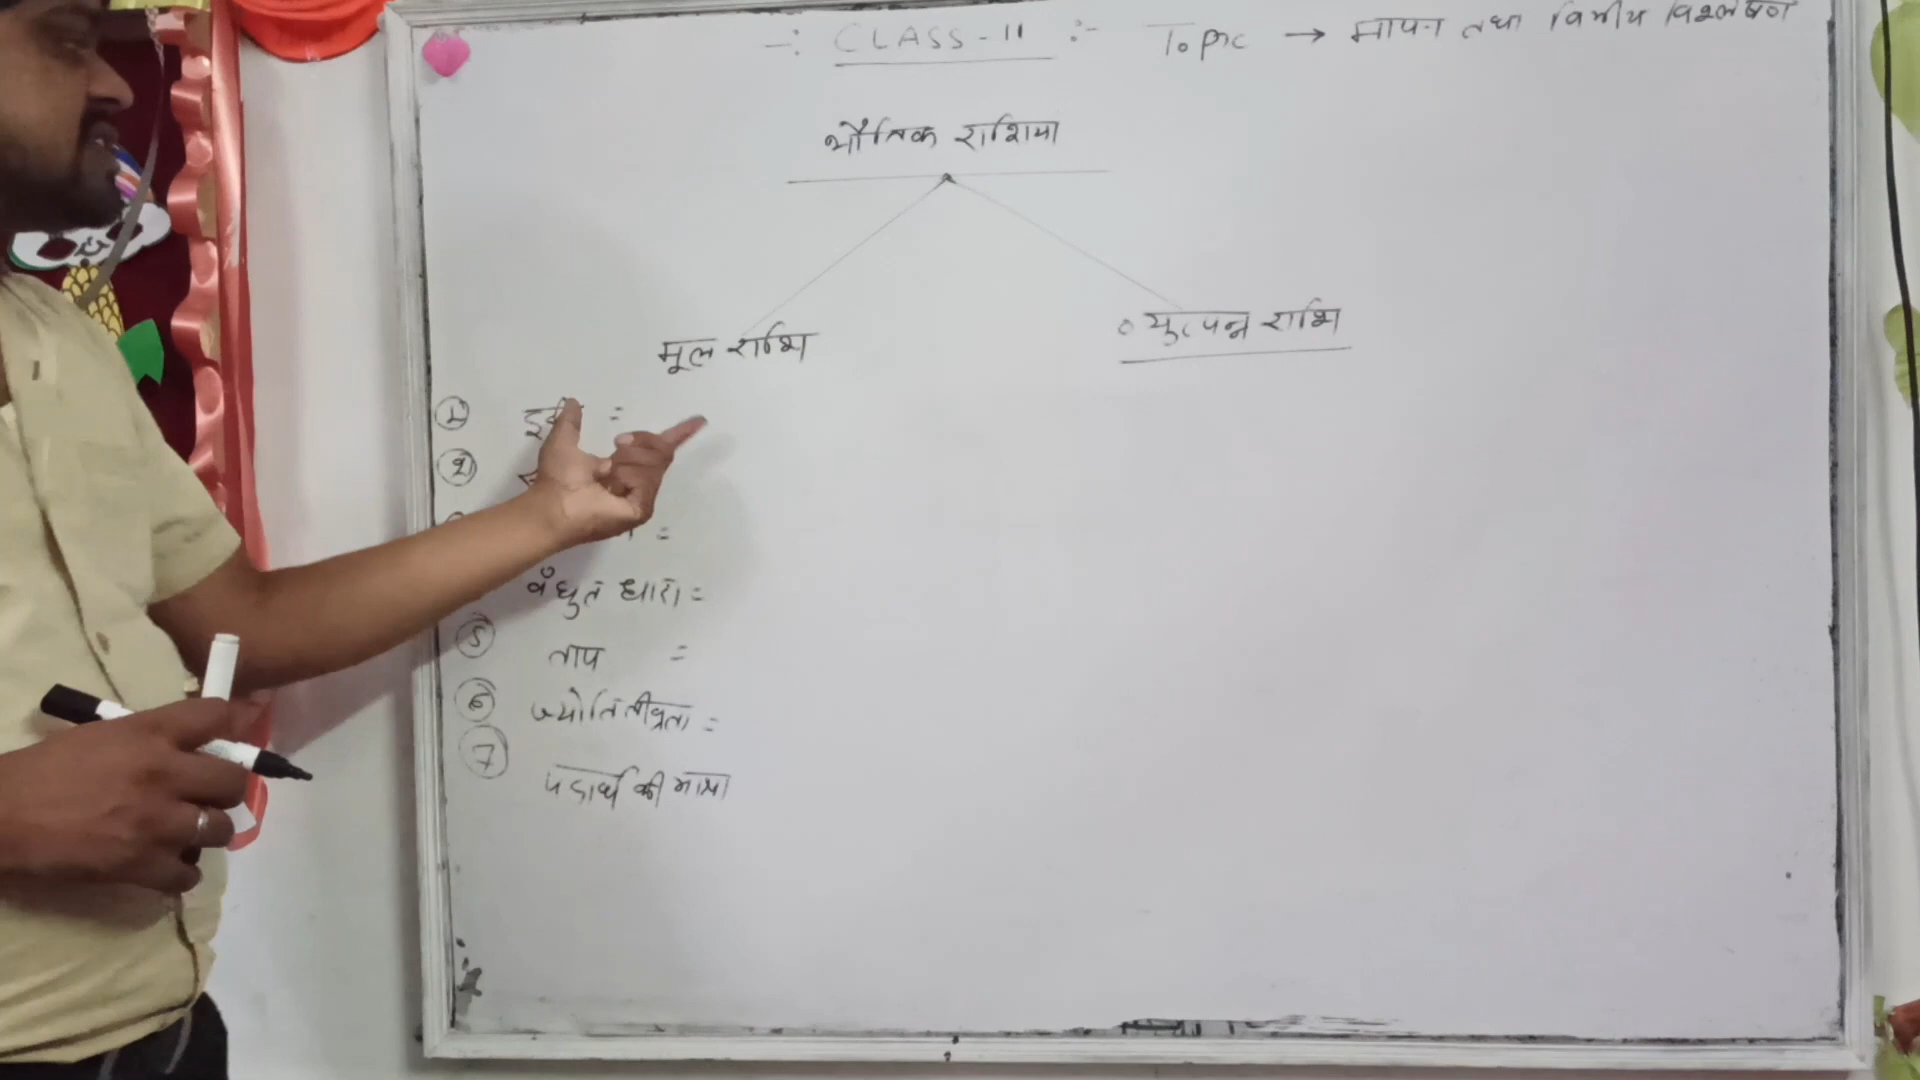 -: CLASS-11 :- Topic → मापन तथा विमीय विश्लेषण
भौतिक राशिया
मूल राशि
व्युत्पन्न राशि
① =
②
=
वैधुत धारा =
⑤ ताप =
⑥ ज्योति तीव्रता =
⑦ पदार्थ की मात्रा